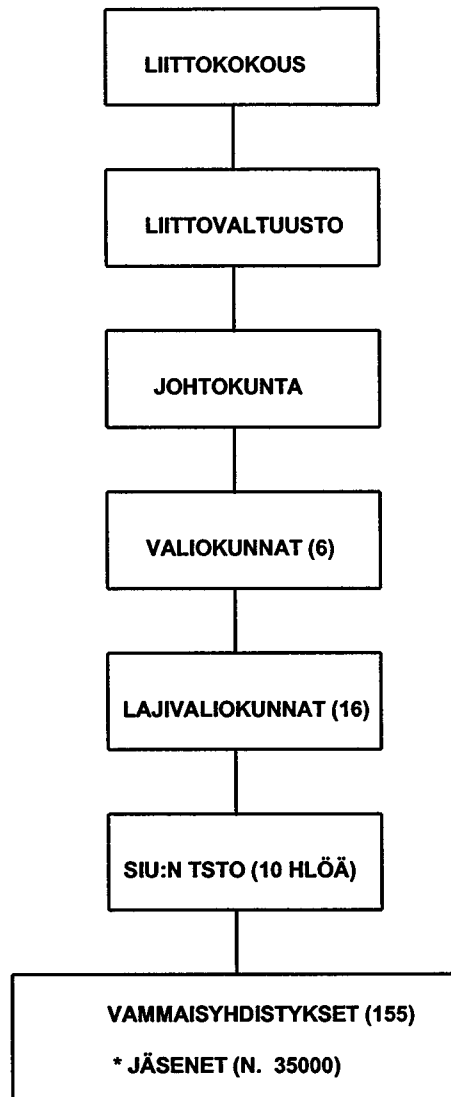 LIITTOKOKOUS
LIITTOVALTUUSTO
JOHTOKUNTA
VALIOKUNNAT (6)
LAJIVALIOKUNNAT (16)
SIU:N TSTO (10 HLÖÄ)
VAMMAISYHDISTYKSET (155)
* JÄSENET (N. 35000)